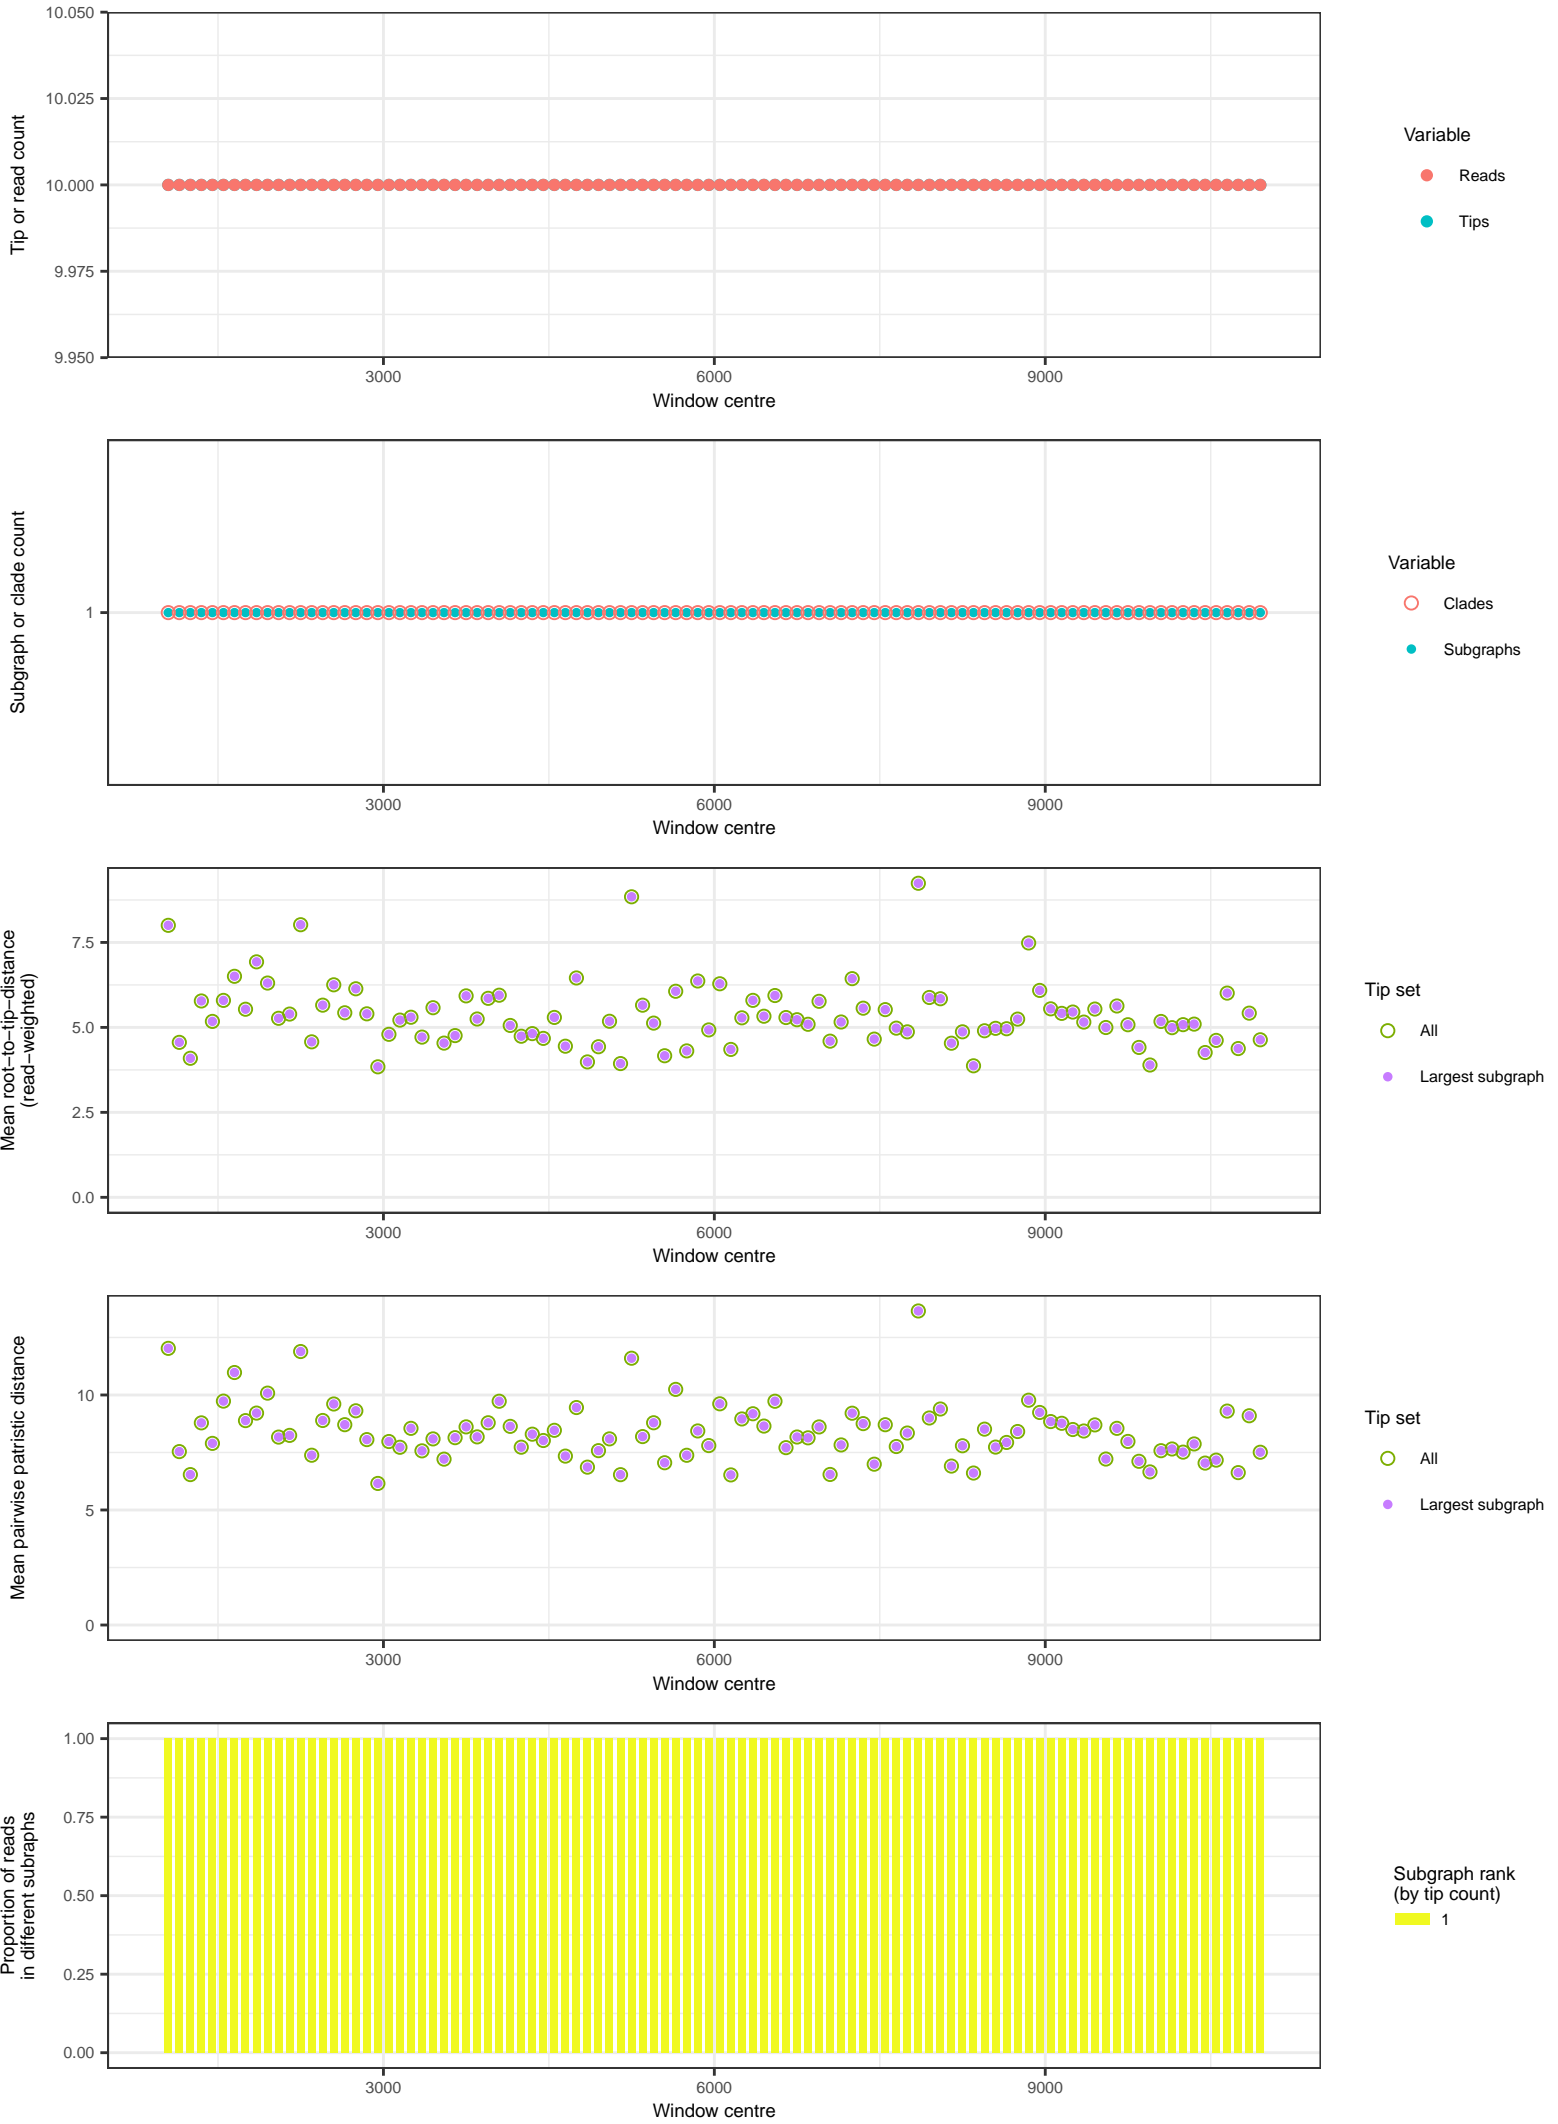 10.050
10.025
10.000
9.975
9.950
Tip or read count
3000
6000
9000
Window centre
Variable
Reads
Tips
1
Subgraph or clade count
3000
6000
9000
Window centre
Variable
Clades
Subgraphs
7.5
5.0
2.5
0.0
Mean root−to−tip−distance
(read−weighted)
3000
6000
9000
Window centre
Tip set
All
Largest subgraph
10
5
0
Mean pairwise patristic distance
3000
6000
9000
Window centre
Tip set
All
Largest subgraph
1.00
0.75
0.50
0.25
0.00
Proportion of reads
in different subraphs
3000
6000
9000
Window centre
Subgraph rank
(by tip count)
1